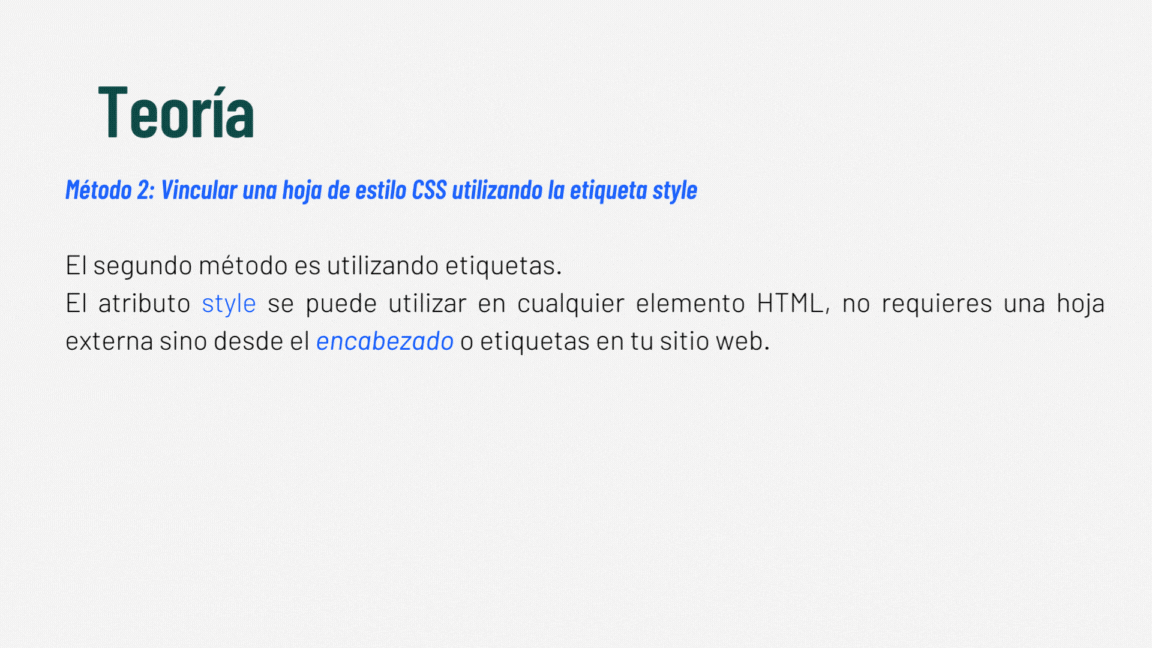 Teoría
Método 2: Vincular una hoja de estilo CSS utilizando la etiqueta style
El segundo método es utilizando etiquetas.
El atributo style se puede utilizar en cualquier elemento HTML, no requieres una hoja
externa sino desde el encabezado o etiquetas en tu sitio web.